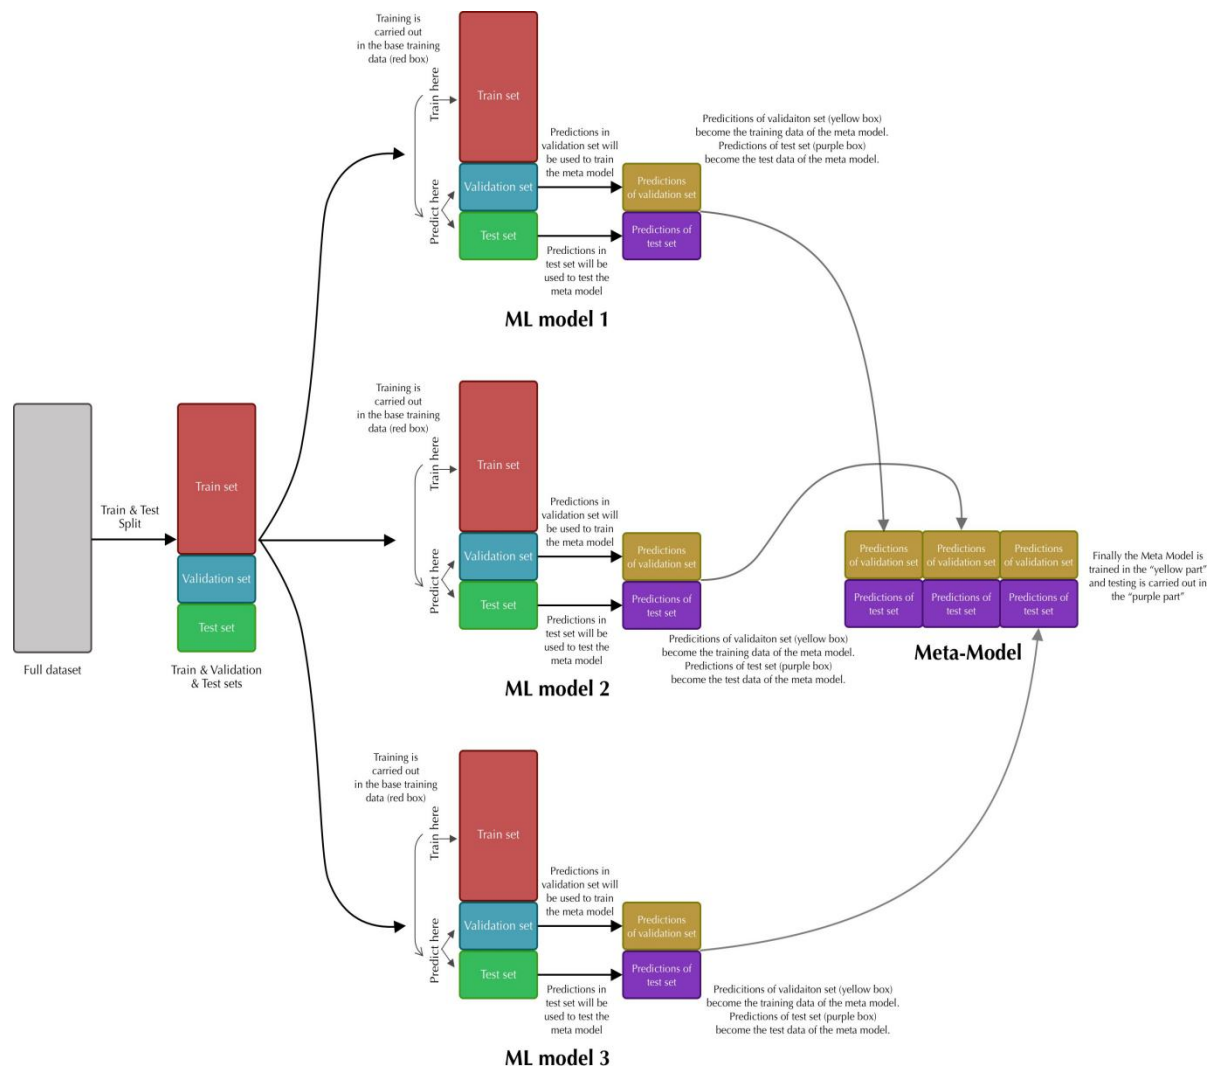 Training is
carried out
in the base training
data (red box)
Train here
Predict here
Train set
Validation set
Test set
Predictions in
validation set will
be used to train
the meta model
Predictions
of validation set
Predictions of
test set
Predictions in
test set will be
used to test the
meta model
Predicitions of validaiton set (yellow box)
become the training data of the meta model.
Predictions of test set (purple box)
become the test data of the meta model.
ML model 1
Full dataset
Train & Test
Split
Train set
Validation set
Test set
Train & Validation
& Test sets
Training is
carried out
in the base training
data (red box)
Train here
Predict here
Train set
Validation set
Test set
Predictions in
validation set will
be used to train
the meta model
Predictions
of validation set
Predictions of
test set
Predictions in
test set will be
used to test the
meta model
Predicitions of validaiton set (yellow box)
become the training data of the meta model.
Predictions of test set (purple box)
become the test data of the meta model.
ML model 2
Predictions
of validation set
Predictions
of validation set
Predictions
of validation set
Predictions of
test set
Predictions of
test set
Predictions of
test set
Meta-Model
Finally the Meta Model is
trained in the “yellow part”
and testing is carried out in
the “purple part”
Training is
carried out
in the base training
data (red box)
Train here
Predict here
Train set
Validation set
Test set
Predictions in
validation set will
be used to train
the meta model
Predictions
of validation set
Predictions of
test set
Predictions in
test set will be
used to test the
meta model
Predicitions of validaiton set (yellow box)
become the training data of the meta model.
Predictions of test set (purple box)
become the test data of the meta model.
ML model 3